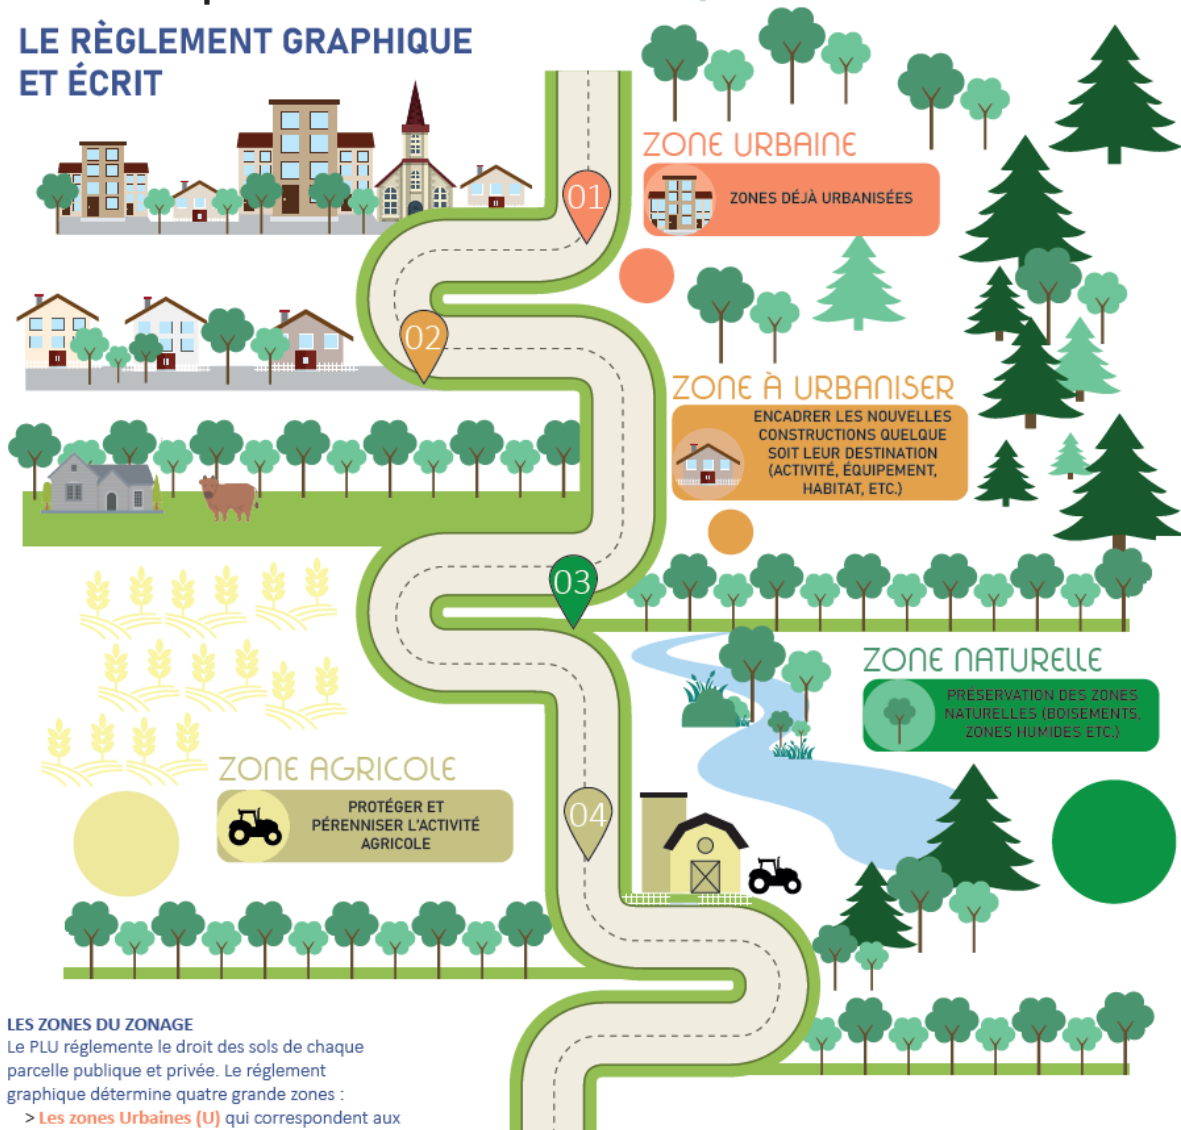 LE RÈGLEMENT GRAPHIQUE
ET ÉCRIT
01
ZONE URBAINE
ZONES DÉJÀ URBANISÉES
02
ZONE À URBANISER
ENCADRER LES NOUVELLES
CONSTRUCTIONS QUELQUE
SOIT LEUR DESTINATION
(ACTIVITÉ, ÉQUIPEMENT,
HABITAT, ETC.)
03
ZONE NATURELLE
PRÉSERVATION DES ZONES
NATURELLES (BOISEMENTS,
ZONES HUMIDES ETC.)
ZONE AGRICOLE
PROTÉGER ET
PÉRENNISER L'ACTIVITÉ
AGRICOLE
04
LES ZONES DU ZONAGE
Le PLU réglemente le droit des sols de chaque
parcelle publique et privée. Le réglement
graphique détermine quatre grande zones :
> Les zones Urbaines (U) qui correspondent aux